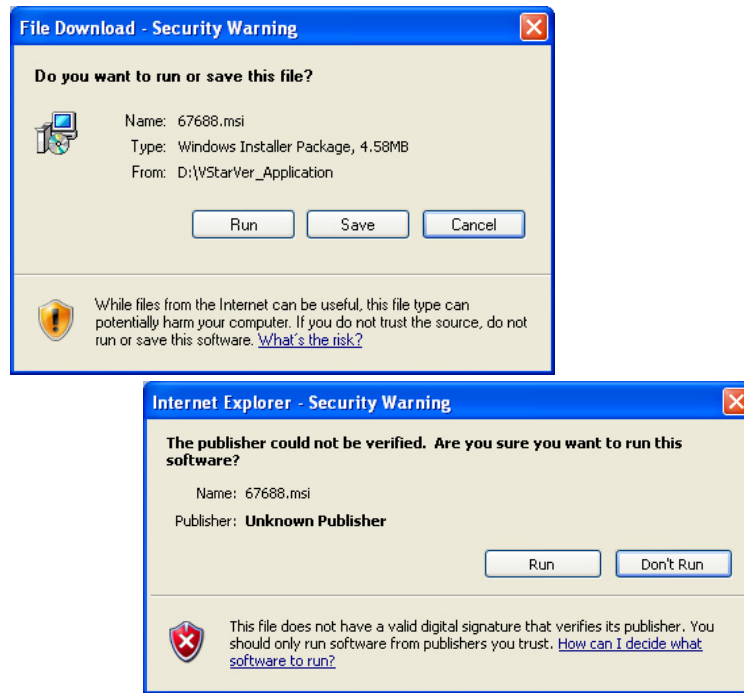 File Download - Security Warning
Do you want to run or save this file?
Name: 67688.msi
Type: Windows Installer Package, 4.58MB
From: D:\VStarVer_Application
Run Save Cancel
While files from the Internet can be useful, this file type can
potentially harm your computer. If you do not trust the source, do not
run or save this software. What's the risk?
Internet Explorer - Security Warning
The publisher could not be verified. Are you sure you want to run this
software?
Name: 67688.msi
Publisher: Unknown Publisher
Run Don't Run
This file does not have a valid digital signature that verifies its publisher. You
should only run software from publishers you trust. How can I decide what
software to run?